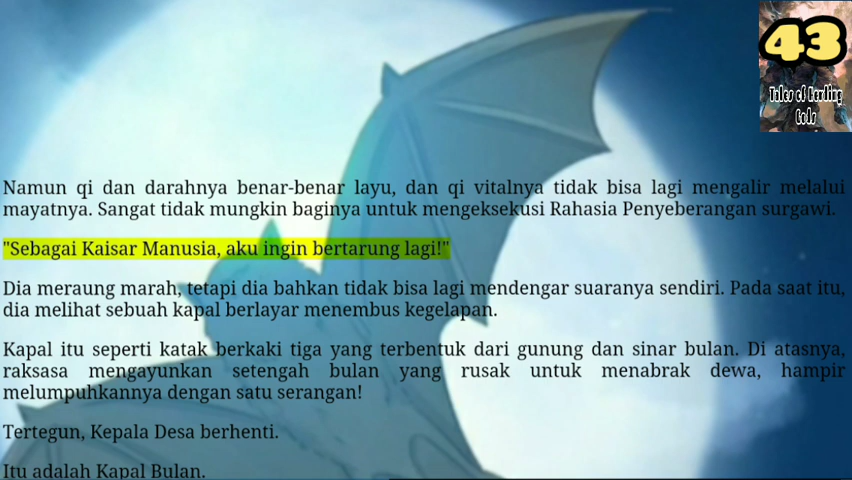 43
Tales of Herding
Gods
Namun qi dan darahnya benar-benar layu, dan qi vitalnya tidak bisa lagi mengalir melalui
mayatnya. Sangat tidak mungkin baginya untuk mengeksekusi Rahasia Penyeberangan surgawi.
"Sebagai Kaisar Manusia, aku ingin bertarung lagi!"
Dia meraung marah, tetapi dia bahkan tidak bisa lagi mendengar suaranya sendiri. Pada saat itu,
dia melihat sebuah kapal berlayar menembus kegelapan.
Kapal itu seperti katak berkaki tiga yang terbentuk dari gunung dan sinar bulan. Di atasnya,
raksasa mengayunkan setengah bulan yang rusak untuk menabrak dewa, hampir
melumpuhkannya dengan satu serangan!
Tertegun, Kepala Desa berhenti.
Itu adalah Kapal Bulan.